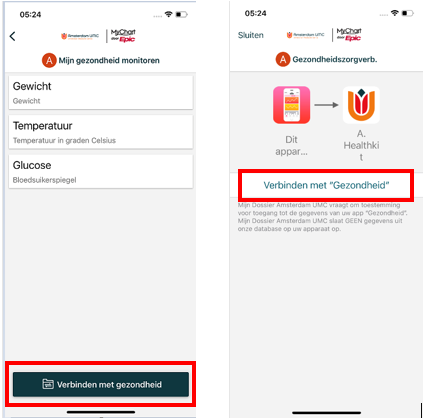 05:24
Amsterdam UMC
MyChart
door Epic
A Mijn gezondheid monitoren
Gewicht
Gewicht
Temperatuur
Temperatuur in graden Celsius
Glucose
Bloedsuikerspiegel
Verbinden met gezondheid
05:24
Sluiten
Amsterdam UMC
MyChart
door Epic
A Gezondheidszorgverb.
Dit
appar...
A.
Healthki
t
Verbinden met "Gezondheid"
Mijn Dossier Amsterdam UMC vraagt om toestemming
voor toegang tot de gegevens van uw app "Gezondheid".
Mijn Dossier Amsterdam UMC slaat GEEN gegevens uit
onze database op uw apparaat op.